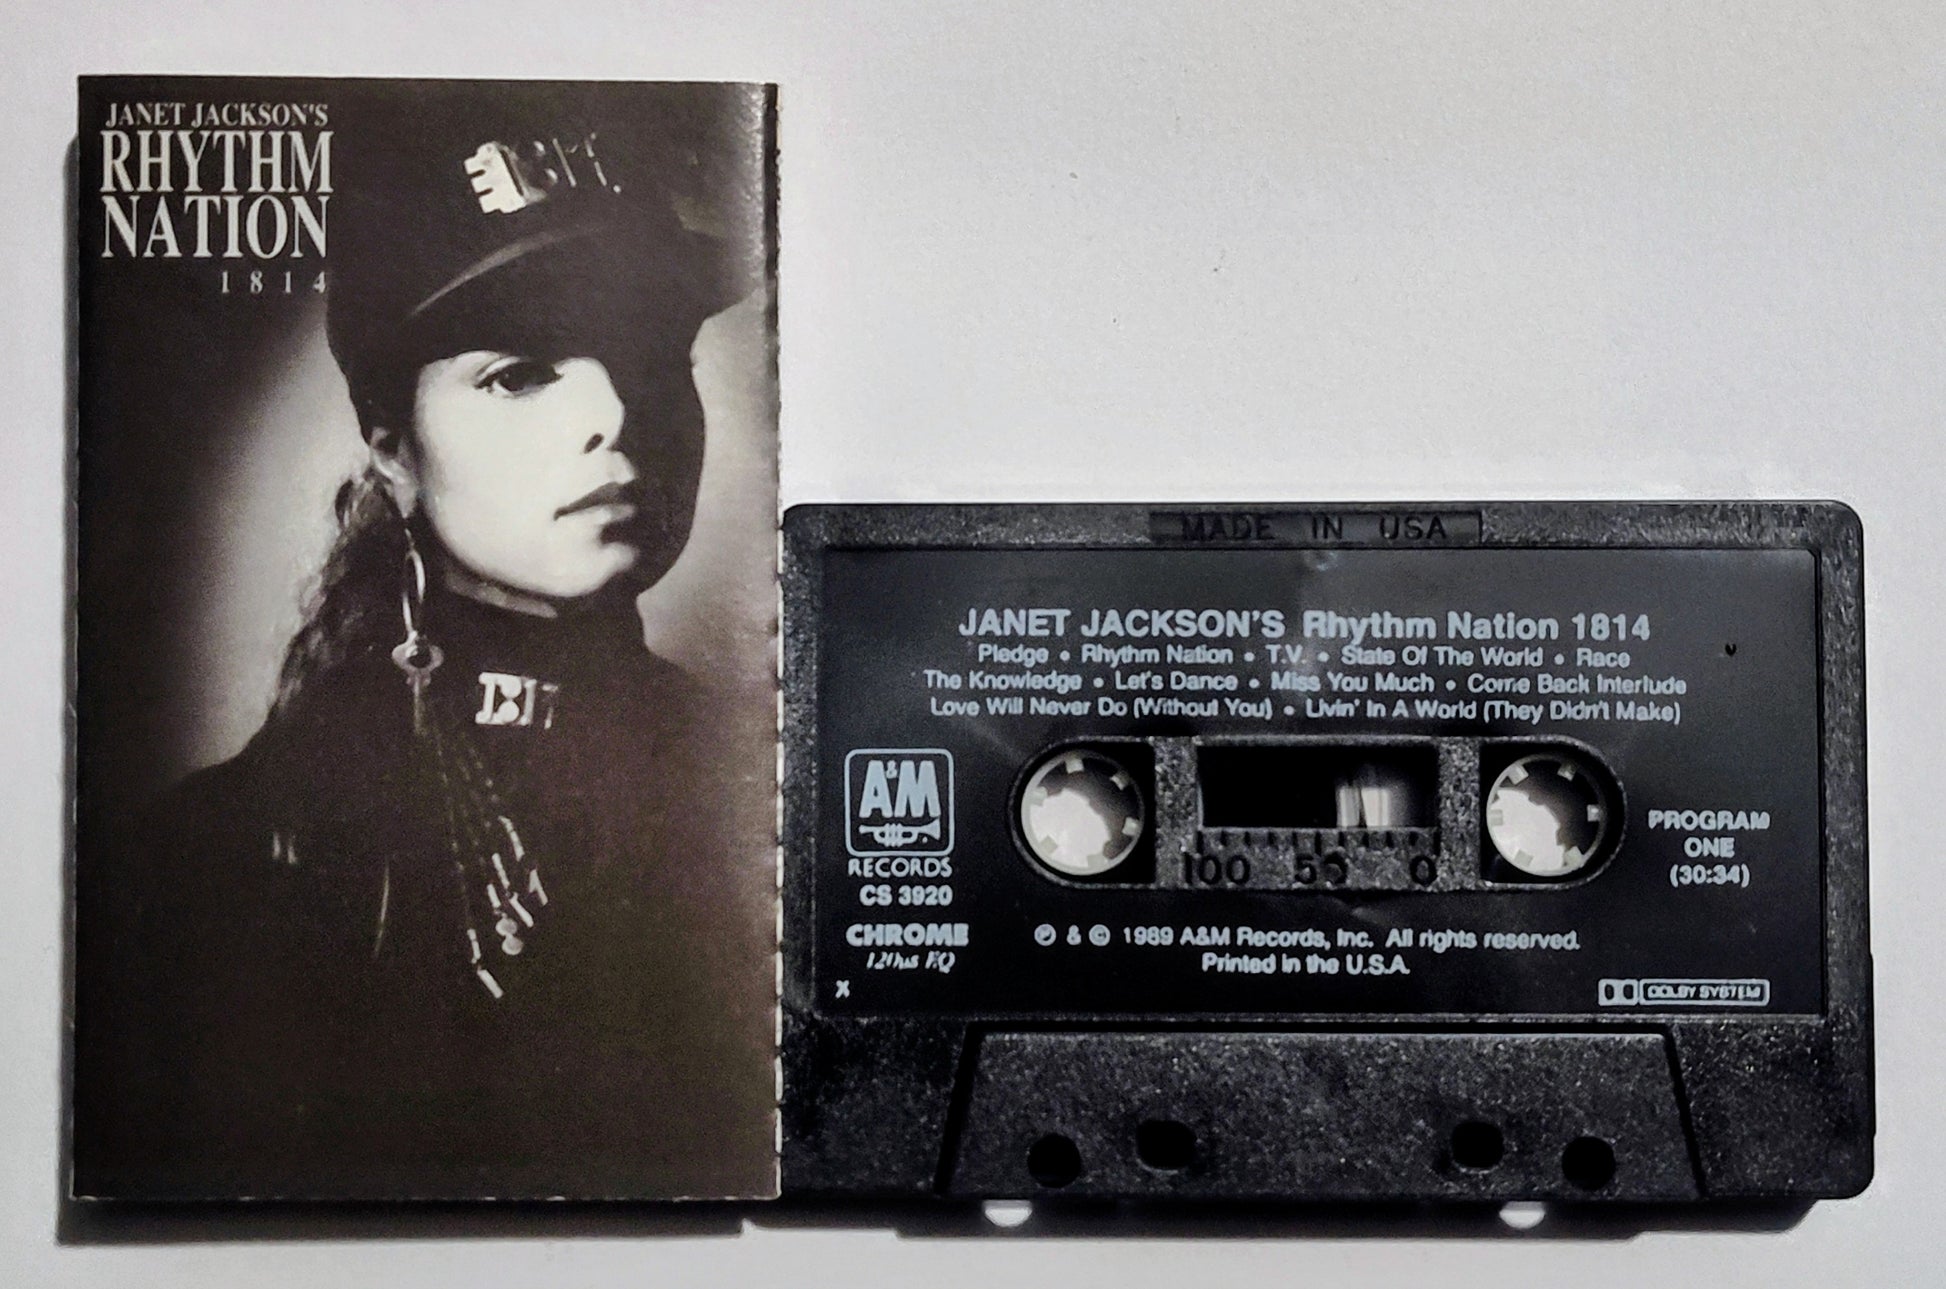 JANET JACKSON'S
RHYTHM
NATION
1814
MADE IN USA
JANET JACKSON'S Rhythm Nation 1814
Pledge • Rhythm Nation • T.V. • State Of The World • Race
The Knowledge • Let's Dance • Miss You Much • Come Back Interlude
Love Will Never Do (Without You) • Livin' In A World (They Didn't Make)
A&M
RECORDS
CS 3920
CHROME
120us EQ
X
100 50 0
PROGRAM
ONE
(30:34)
℗ & © 1989 A&M Records, Inc. All rights reserved.
Printed in the U.S.A.
DOLBY SYSTEM